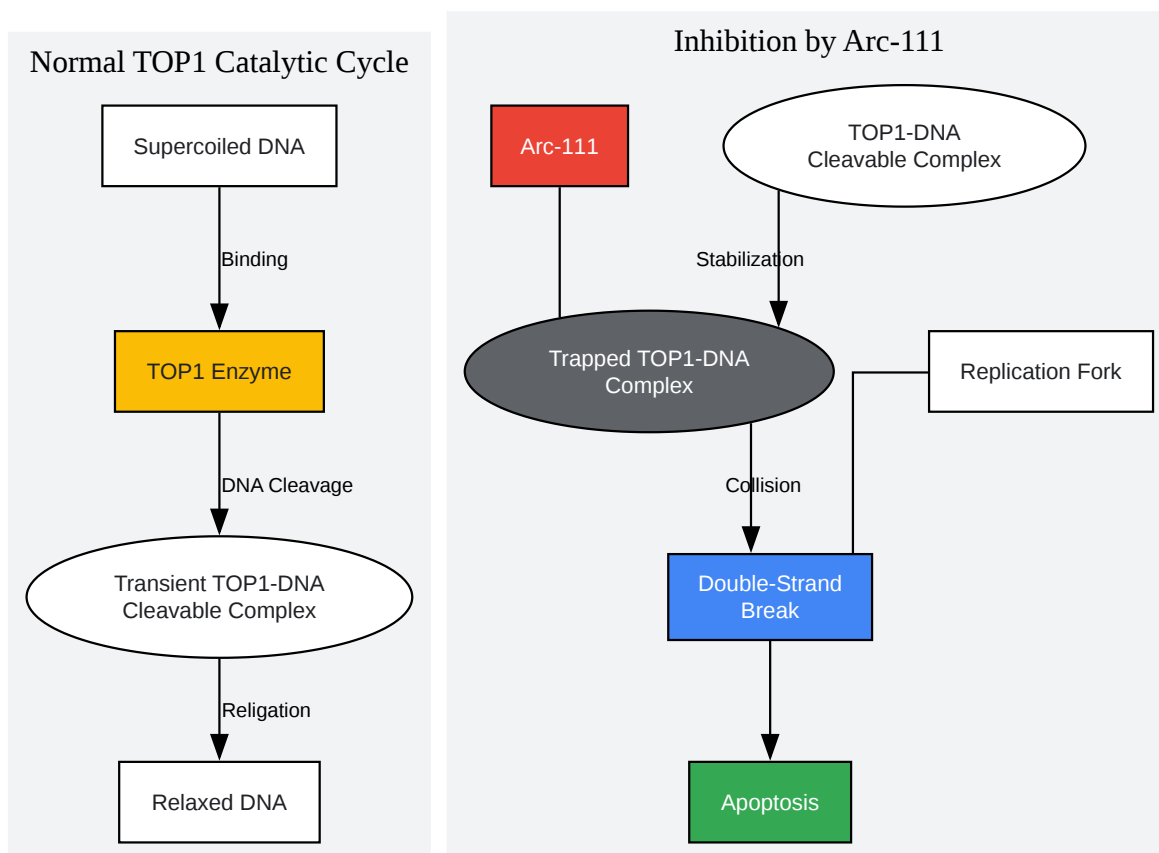 Normal TOP1 Catalytic Cycle
Supercoiled DNA
Binding
TOP1 Enzyme
DNA Cleavage
Transient TOP1-DNA
Cleavable Complex
Religation
Relaxed DNA
Inhibition by Arc-111
Arc-111
TOP1-DNA
Cleavable Complex
Stabilization
Trapped TOP1-DNA
Complex
Replication Fork
Collision
Double-Strand
Break
Apoptosis